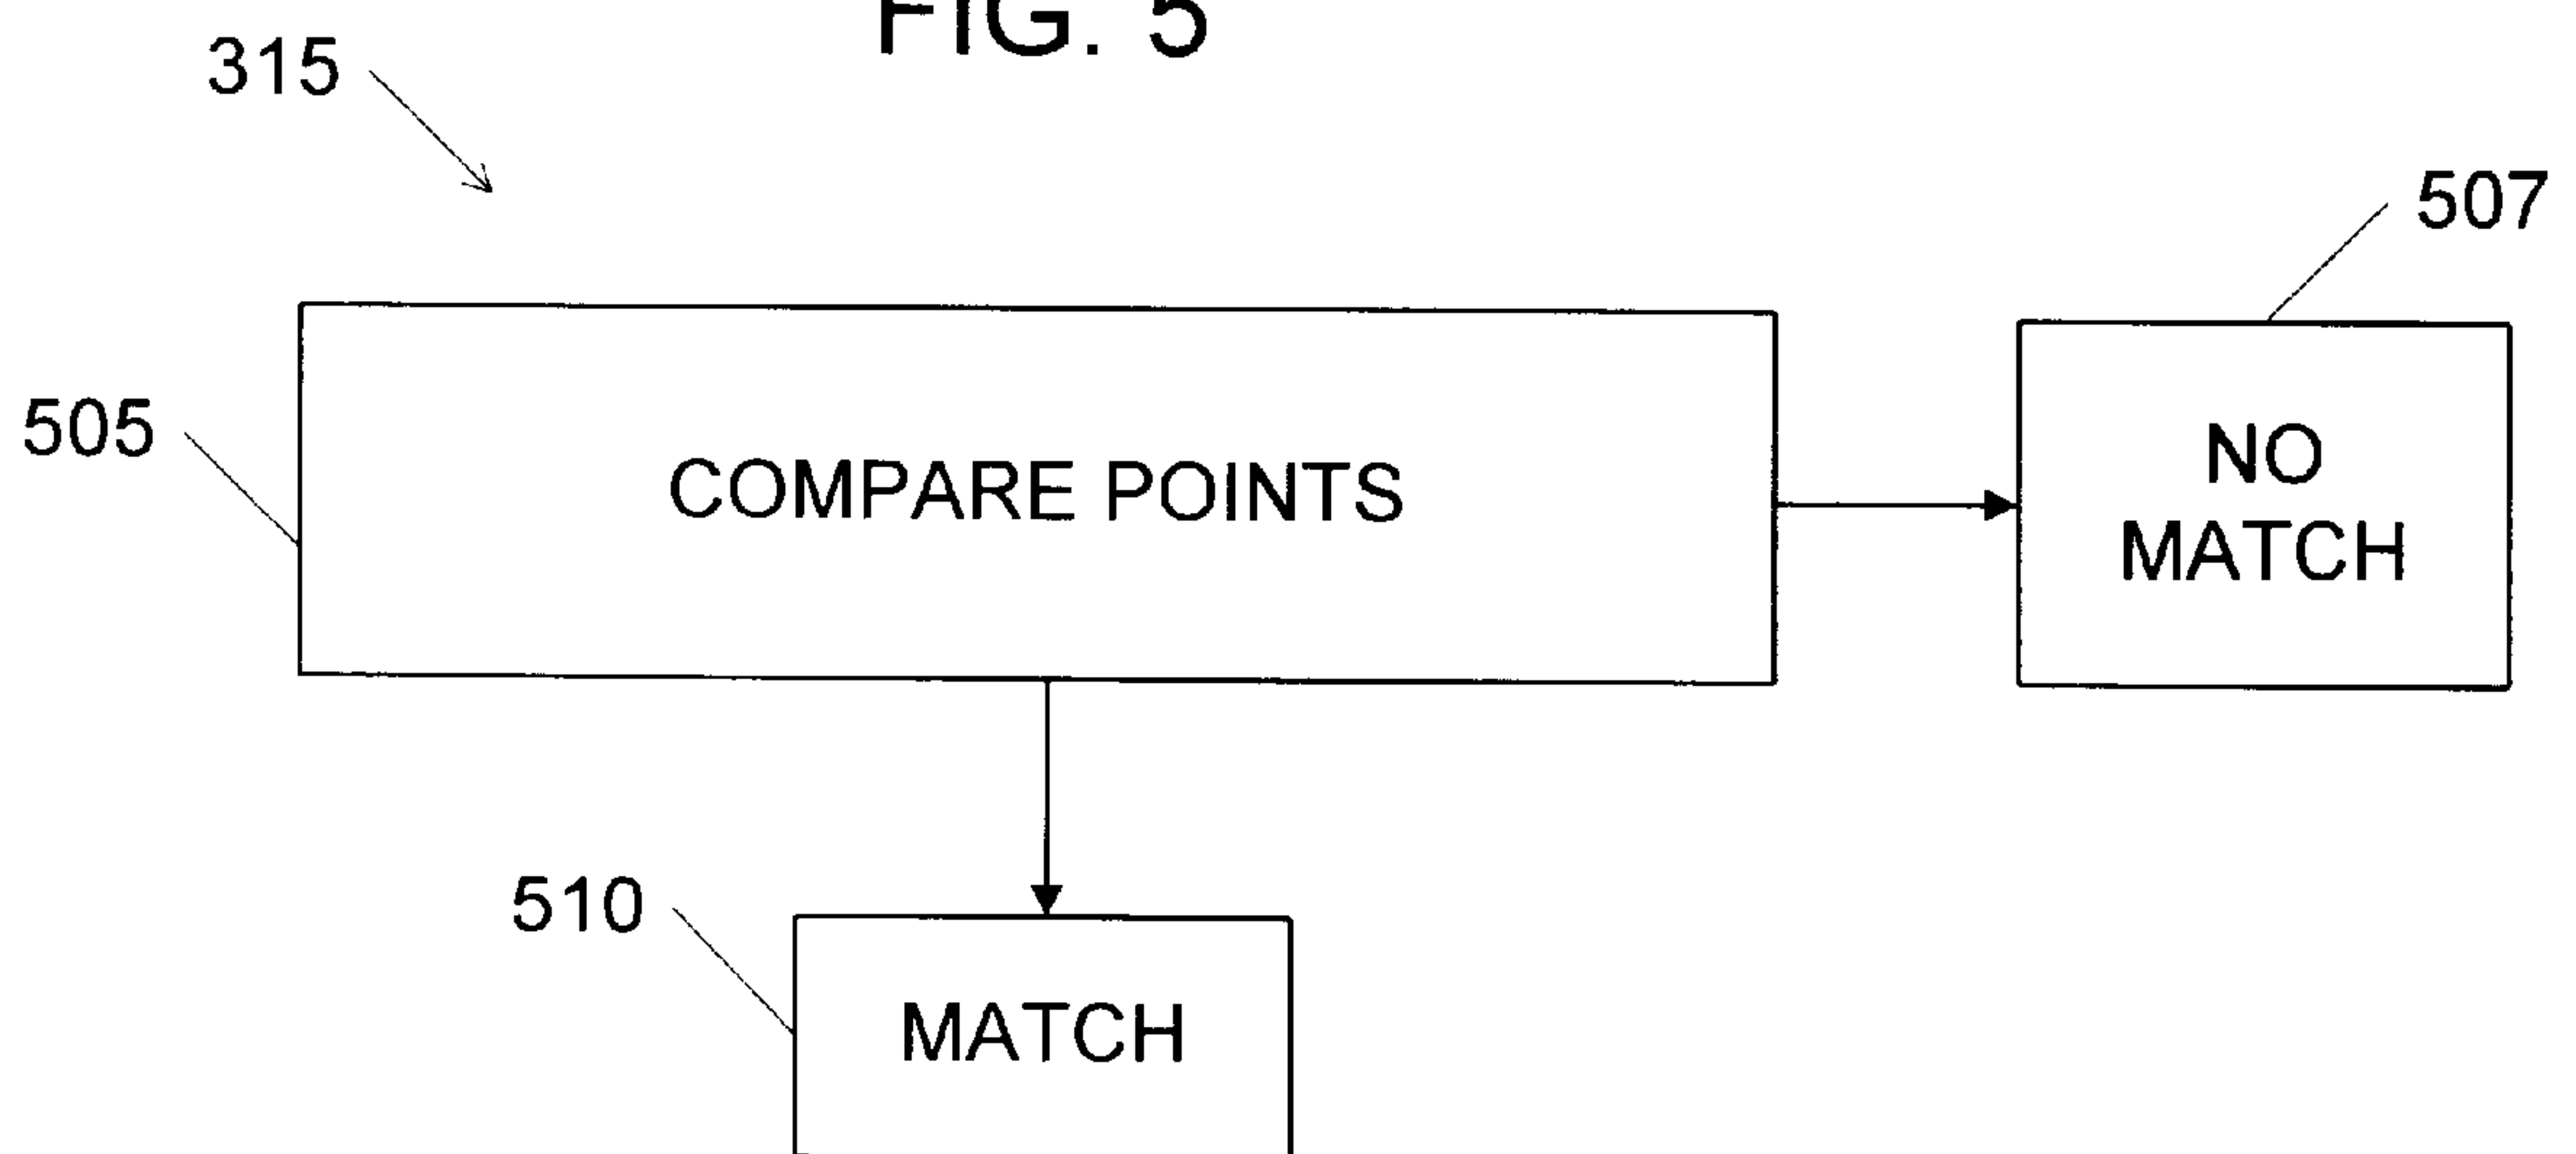 FIG. 5
315
507
505
COMPARE POINTS
NO
MATCH
510
MATCH